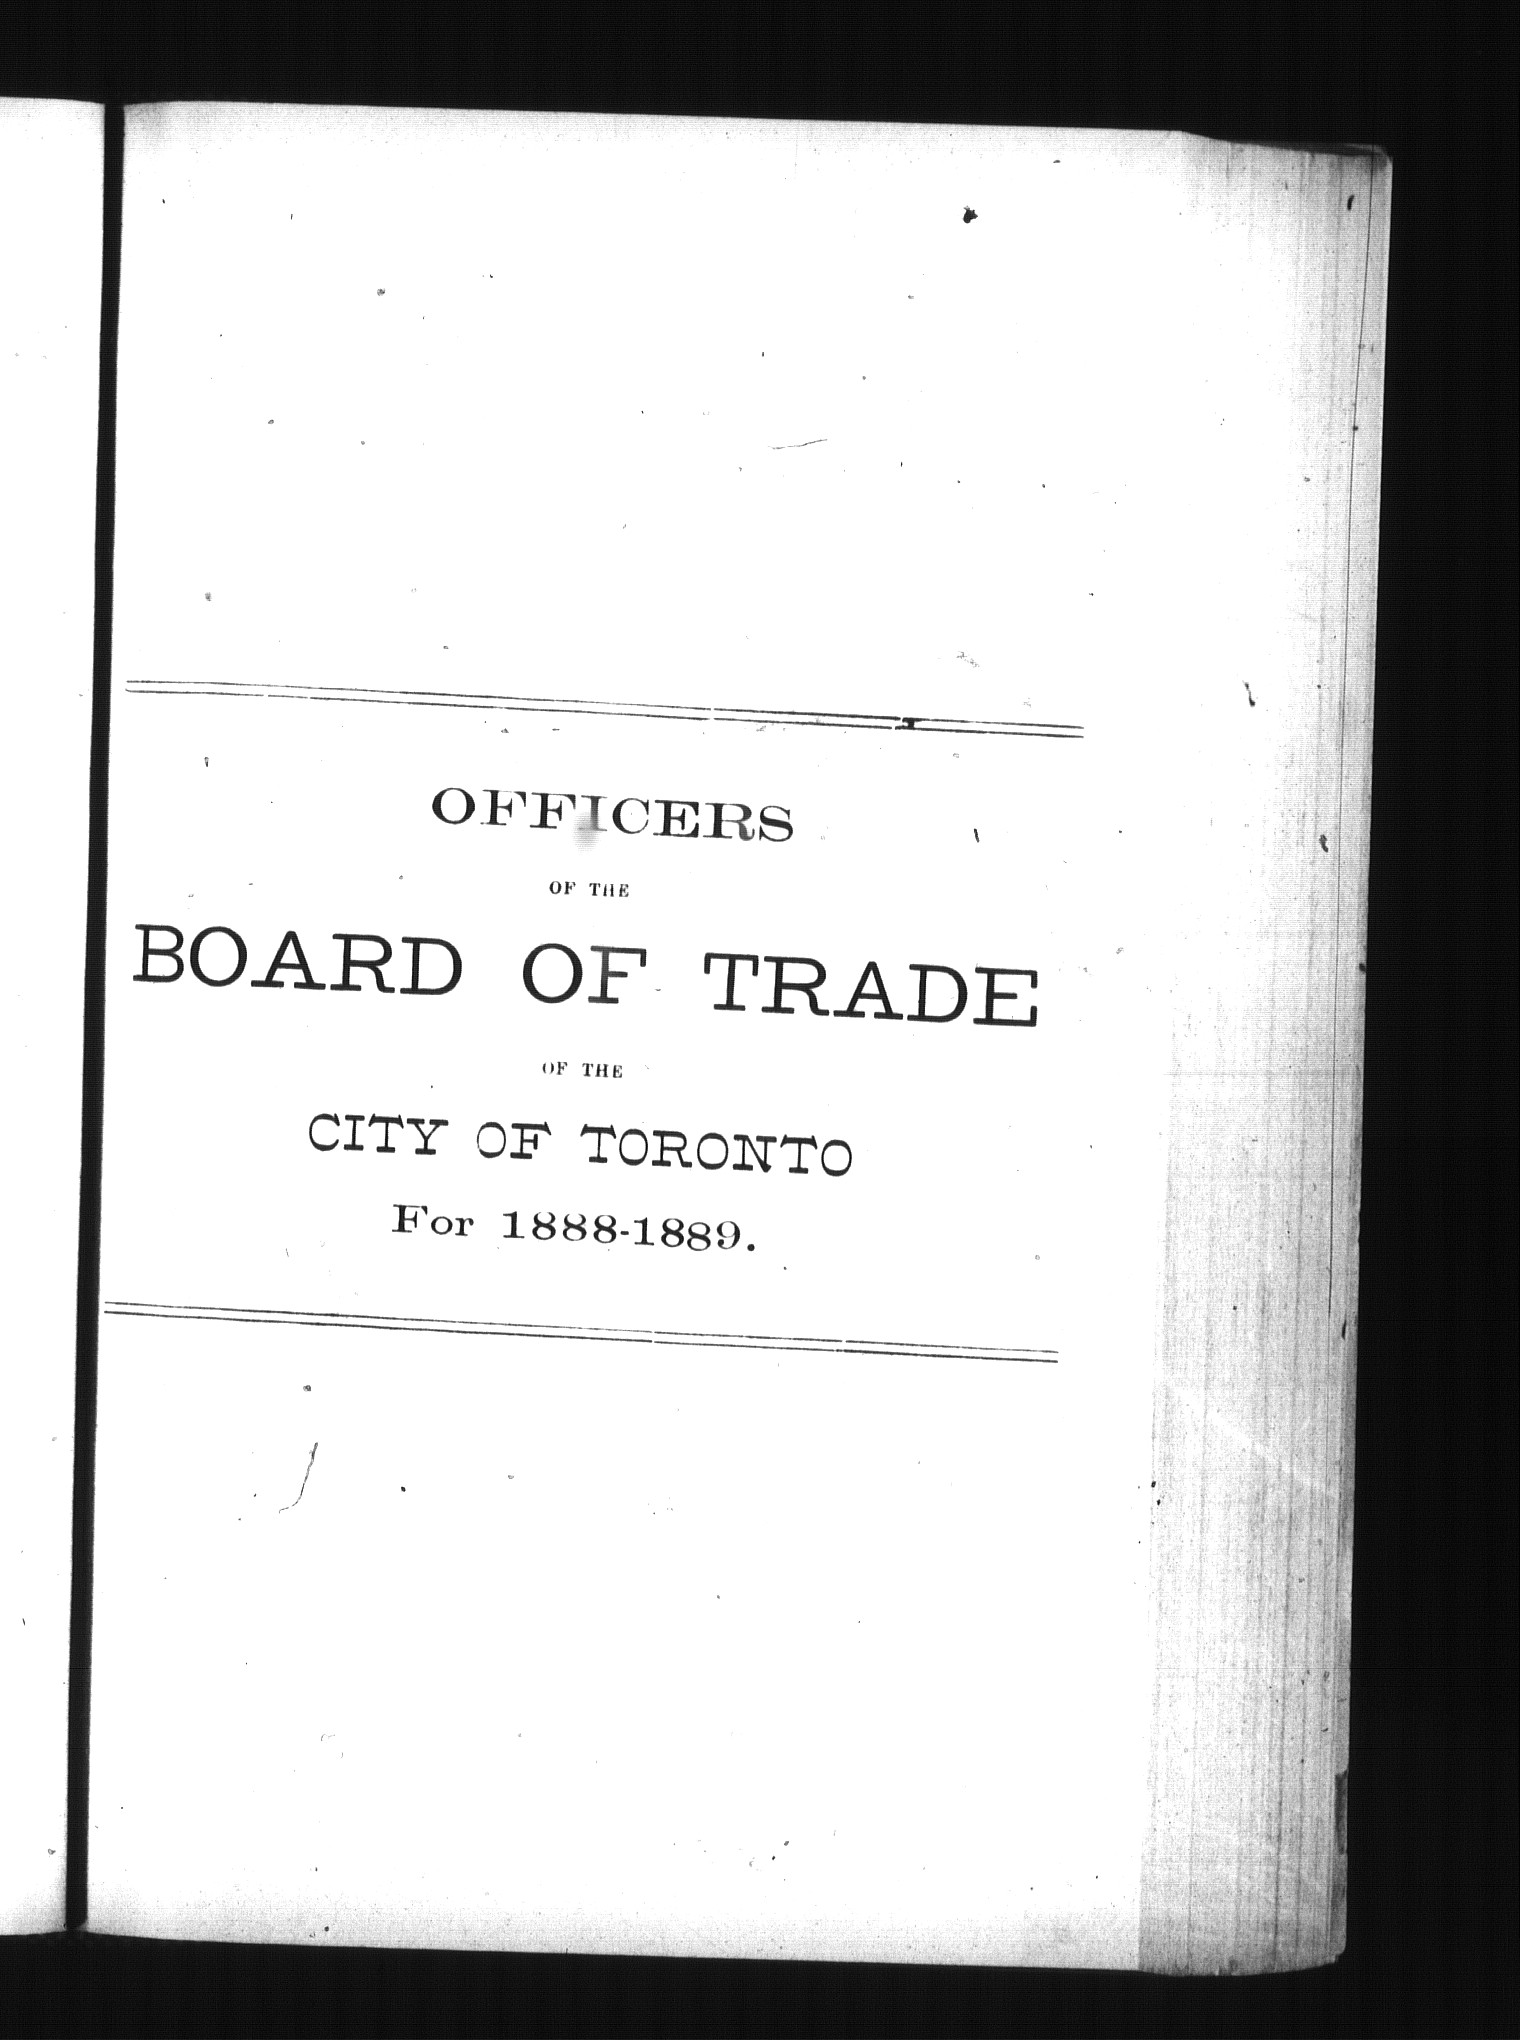 OFFICERS
OF THE
BOARD OF TRADE
OF THE
CITY OF TORONTO
For 1888-1889.